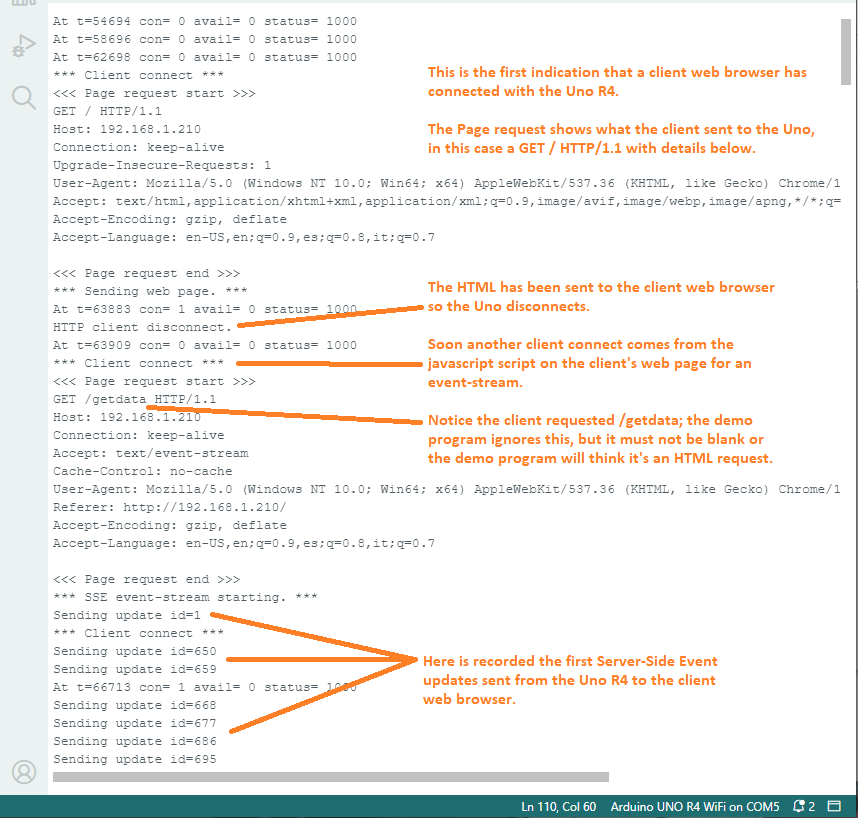 At t=54694 con= 0 avail= 0 status= 1000
At t=58696 con= 0 avail= 0 status= 1000
At t=62698 con= 0 avail= 0 status= 1000
*** Client connect ***
<<< Page request start >>>
GET / HTTP/1.1
Host: 192.168.1.210
Connection: keep-alive
Upgrade-Insecure-Requests: 1
User-Agent: Mozilla/5.0 (Windows NT 10.0; Win64; x64) AppleWebKit/537.36 (KHTML, like Gecko) Chrome/1
Accept: text/html,application/xhtml+xml,application/xml;q=0.9,image/avif,image/webp,image/apng,*/*;q=
Accept-Encoding: gzip, deflate
Accept-Language: en-US,en;q=0.9,es;q=0.8,it;q=0.7
This is the first indication that a client web browser has
connected with the Uno R4.
The Page request shows what the client sent to the Uno,
in this case a GET / HTTP/1.1 with details below.
<<< Page request end >>>
*** Sending web page. ***
At t=63883 con= 1 avail= 0 status= 1000
HTTP client disconnect.
The HTML has been sent to the client web browser
so the Uno disconnects.
At t=63909 con= 0 avail= 0 status= 1000
*** Client connect ***
Soon another client connect comes from the
javascript script on the client's web page for an
event-stream.
<<< Page request start >>>
GET /getdata HTTP/1.1
Host: 192.168.1.210
Connection: keep-alive
Accept: text/event-stream
Cache-Control: no-cache
Notice the client requested /getdata; the demo
program ignores this, but it must not be blank or
the demo program will think it's an HTML request.
User-Agent: Mozilla/5.0 (Windows NT 10.0; Win64; x64) AppleWebKit/537.36 (KHTML, like Gecko) Chrome/1
Referer: http://192.168.1.210/
Accept-Encoding: gzip, deflate
Accept-Language: en-US,en;q=0.9,es;q=0.8,it;q=0.7
<<< Page request end >>>
*** SSE event-stream starting. ***
Sending update id=1
*** Client connect ***
Sending update id=650
Sending update id=659
At t=66713 con= 1 avail= 0 status= 1000
Sending update id=668
Sending update id=677
Sending update id=686
Sending update id=695
Here is recorded the first Server-Side Event
updates sent from the Uno R4 to the client
web browser.
Ln 110, Col 60 Arduino UNO R4 WiFi on COM5 2